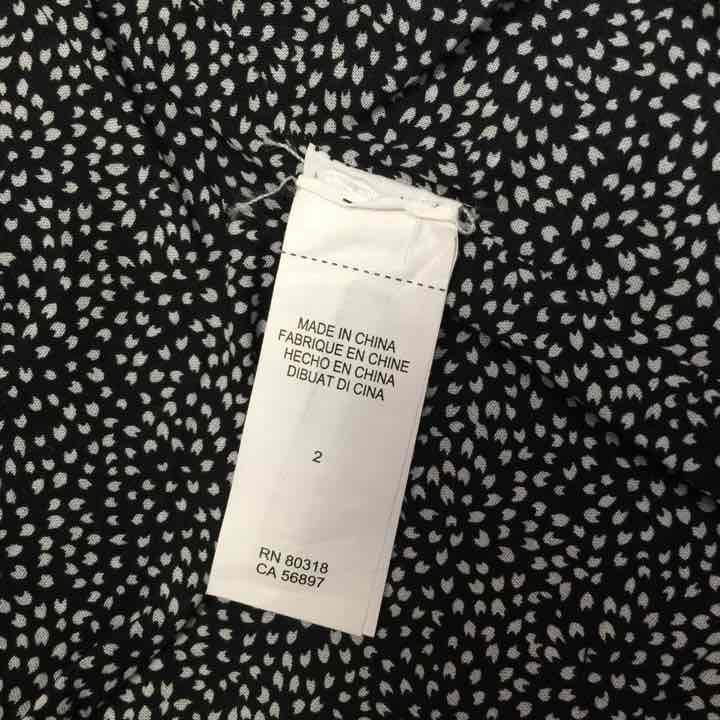 MADE IN CHINA
FABRIQUE EN CHINE
HECHO EN CHINA
DIBUAT DI CINA
2
RN 80318
CA 56897